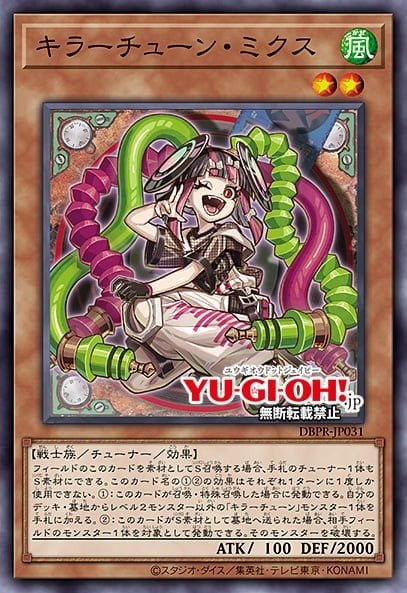 キラーチューン・ミクス
風
ユウギオウドットジェイピー
YU-GI-OH!.jp
無断転載禁止
DBPR-JP031
【戦士族/チューナー/効果】
フィールドのこのカードを素材としてS召喚する場合、手札のチューナー1体も
S素材にできる。このカード名の①②の効果はそれぞれ1ターンに1度しか
使用できない。①:このカードが召喚・特殊召喚した場合に発動できる。自分の
デッキ・墓地からレベル2モンスター以外の「キラーチューン」モンスター1体を
手札に加える。②:このカードがS素材として墓地へ送られた場合、相手フィー
ルドのモンスター1体を対象として発動できる。そのモンスターを破壊する。
ATK/ 100 DEF/2000
©スタジオ・ダイス/集英社・テレビ東京・KONAMI